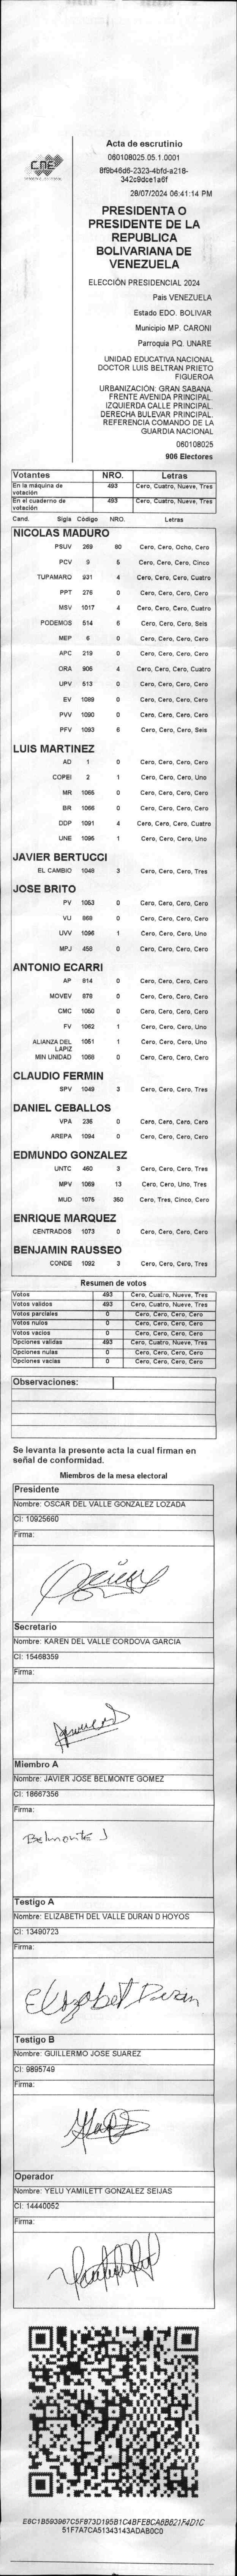 CNE
Acta de escrutinio
060108025.05.1.0001
8f9b46d6-2323-4bfd-a218-
342c9dce1a6f
28/07/2024 06:41:14 PM
PRESIDENTA O
PRESIDENTE DE LA
REPUBLICA
BOLIVARIANA DE
VENEZUELA
ELECCIÓN PRESIDENCIAL 2024
Pais VENEZUELA
Estado EDO. BOLIVAR
Municipio MP. CARONI
Parroquia PQ. UNARE
UNIDAD EDUCATIVA NACIONAL
DOCTOR LUIS BELTRAN PRIETO
FIGUEROA
URBANIZACION: GRAN SABANA.
FRENTE AVENIDA PRINCIPAL.
IZQUIERDA CALLE PRINCIPAL.
DERECHA BULEVAR PRINCIPAL.
REFERENCIA COMANDO DE LA
GUARDIA NACIONAL
060108025
906 Electores
Votantes NRO. Letras
En la máquina de votación 493 Cero, Cuatro, Nueve, Tres
En el cuaderno de votación 493 Cero, Cuatro, Nueve, Tres
Cand. Sigla Código NRO. Letras
NICOLAS MADURO
PSUV 269 80 Cero, Cero, Ocho, Cero
PCV 9 5 Cero, Cero, Cero, Cinco
TUPAMARO 931 4 Cero, Cero, Cero, Cuatro
PPT 276 0 Cero, Cero, Cero, Cero
MSV 1017 4 Cero, Cero, Cero, Cuatro
PODEMOS 514 6 Cero, Cero, Cero, Seis
MEP 6 0 Cero, Cero, Cero, Cero
APC 219 0 Cero, Cero, Cero, Cero
ORA 906 4 Cero, Cero, Cero, Cuatro
UPV 513 0 Cero, Cero, Cero, Cero
EV 1089 0 Cero, Cero, Cero, Cero
PVV 1090 0 Cero, Cero, Cero, Cero
PFV 1093 6 Cero, Cero, Cero, Seis
LUIS MARTINEZ
AD 1 0 Cero, Cero, Cero, Cero
COPEI 2 1 Cero, Cero, Cero, Uno
MR 1065 0 Cero, Cero, Cero, Cero
BR 1066 0 Cero, Cero, Cero, Cero
DDP 1091 4 Cero, Cero, Cero, Cuatro
UNE 1095 1 Cero, Cero, Cero, Uno
JAVIER BERTUCCI
EL CAMBIO 1048 3 Cero, Cero, Cero, Tres
JOSE BRITO
PV 1053 0 Cero, Cero, Cero, Cero
VU 868 0 Cero, Cero, Cero, Cero
UVV 1096 1 Cero, Cero, Cero, Uno
MPJ 458 0 Cero, Cero, Cero, Cero
ANTONIO ECARRI
AP 814 0 Cero, Cero, Cero, Cero
MOVEV 878 0 Cero, Cero, Cero, Cero
CMC 1050 0 Cero, Cero, Cero, Cero
FV 1062 1 Cero, Cero, Cero, Uno
ALIANZA DEL LAPIZ 1051 1 Cero, Cero, Cero, Uno
MIN UNIDAD 1068 0 Cero, Cero, Cero, Cero
CLAUDIO FERMIN
SPV 1049 3 Cero, Cero, Cero, Tres
DANIEL CEBALLOS
VPA 236 0 Cero, Cero, Cero, Cero
AREPA 1094 0 Cero, Cero, Cero, Cero
EDMUNDO GONZALEZ
UNTC 460 3 Cero, Cero, Cero, Tres
MPV 1069 13 Cero, Cero, Uno, Tres
MUD 1075 350 Cero, Tres, Cinco, Cero
ENRIQUE MARQUEZ
CENTRADOS 1073 0 Cero, Cero, Cero, Cero
BENJAMIN RAUSSEO
CONDE 1092 3 Cero, Cero, Cero, Tres
Resumen de votos
Votos 493 Cero, Cuatro, Nueve, Tres
Votos validos 493 Cero, Cuatro, Nueve, Tres
Votos parciales 0 Cero, Cero, Cero, Cero
Votos nulos 0 Cero, Cero, Cero, Cero
Votos vacios 0 Cero, Cero, Cero, Cero
Opciones validas 493 Cero, Cuatro, Nueve, Tres
Opciones nulas 0 Cero, Cero, Cero, Cero
Opciones vacias 0 Cero, Cero, Cero, Cero
Observaciones:
Se levanta la presente acta la cual firman en
señal de conformidad.
Miembros de la mesa electoral
Presidente
Nombre: OSCAR DEL VALLE GONZALEZ LOZADA
CI: 10925660
Firma:
Secretario
Nombre: KAREN DEL VALLE CORDOVA GARCIA
CI: 15468359
Firma:
Miembro A
Nombre: JAVIER JOSE BELMONTE GOMEZ
CI: 18667356
Firma:
Belmonte J
Testigo A
Nombre: ELIZABETH DEL VALLE DURAN D HOYOS
CI: 13490723
Firma:
Elizabet Duran
Testigo B
Nombre: GUILLERMO JOSE SUAREZ
CI: 9895749
Firma:
Operador
Nombre: YELU YAMILETT GONZALEZ SEIJAS
CI: 14440052
Firma:
E6C1B593967C5F873D195B1C4BFEBCA6B821F4D1C
51F7A7CA51343143ADAB0C0